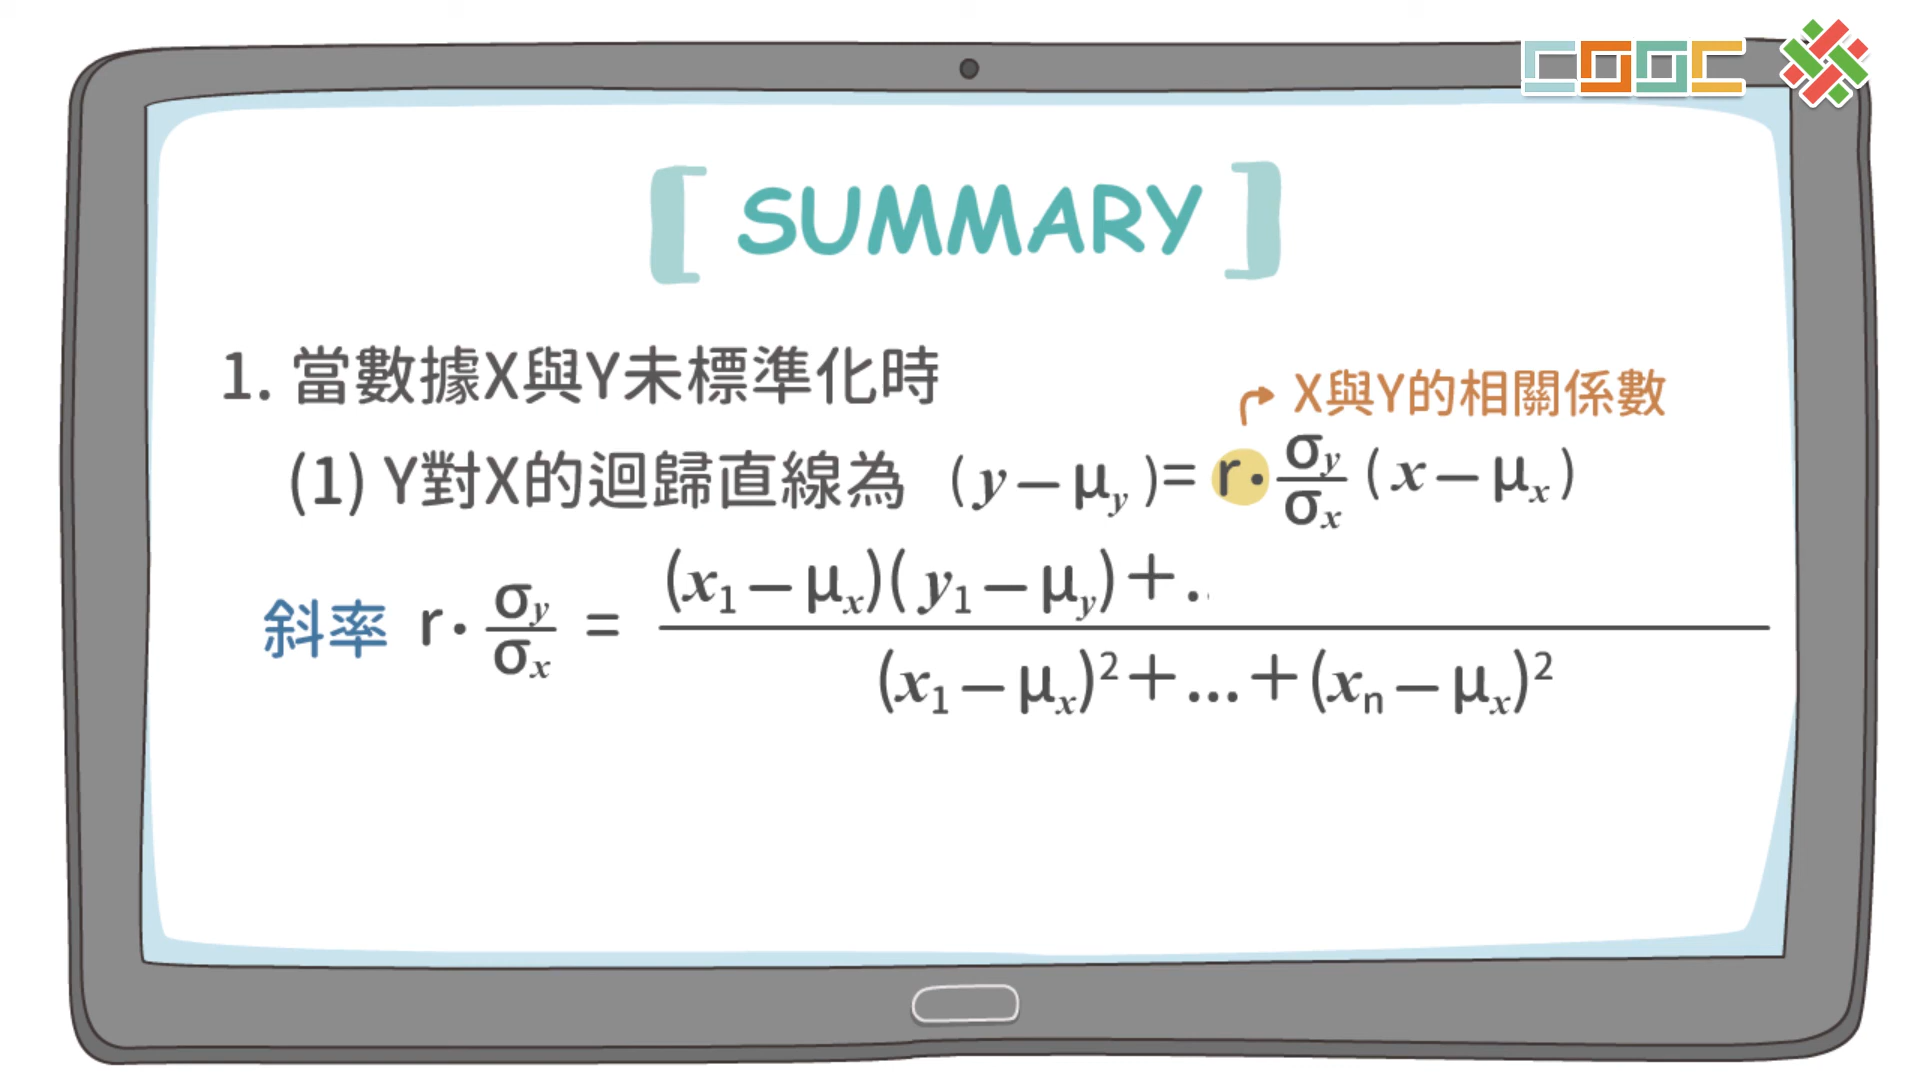 COOC
[ SUMMARY ]
1. 當數據X與Y未標準化時
X與Y的相關係數
(1) Y對X的迴歸直線為 (y－μy)= r・σy/σx (x－μx)
斜率 r・σy/σx = (x1－μx)(y1－μy)＋..
(x1－μx)²＋...＋(xn－μx)²